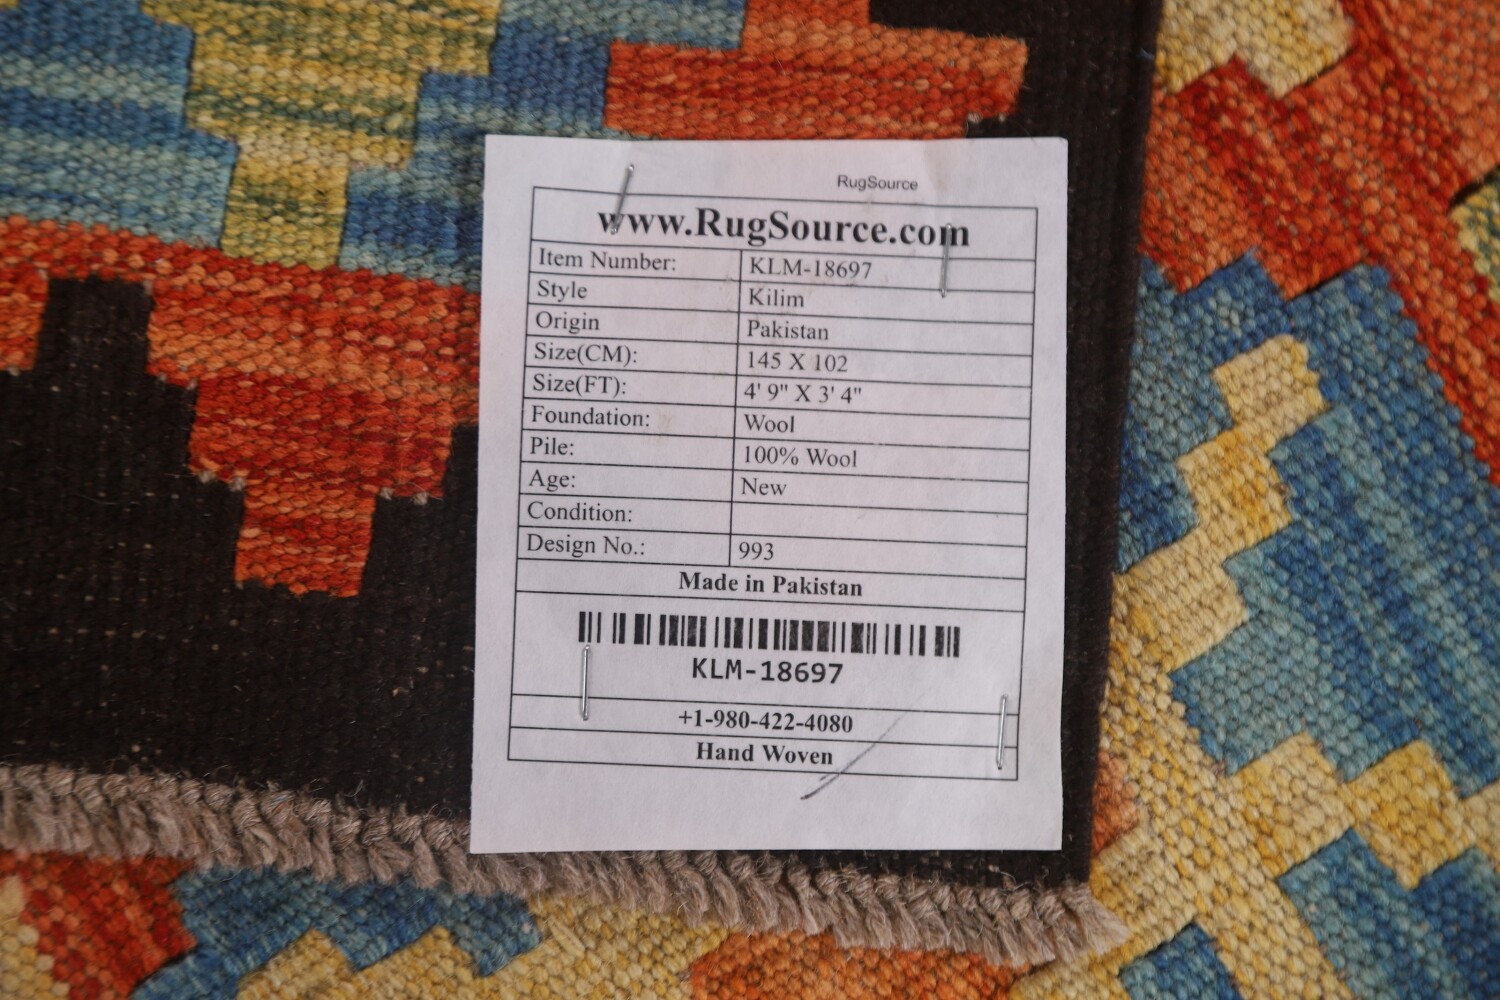 RugSource
www.RugSource.com
Item Number: KLM-18697
Style Kilim
Origin Pakistan
Size(CM): 145 X 102
Size(FT): 4' 9" X 3' 4"
Foundation: Wool
Pile: 100% Wool
Age: New
Condition:
Design No.: 993
Made in Pakistan
KLM-18697
+1-980-422-4080
Hand Woven